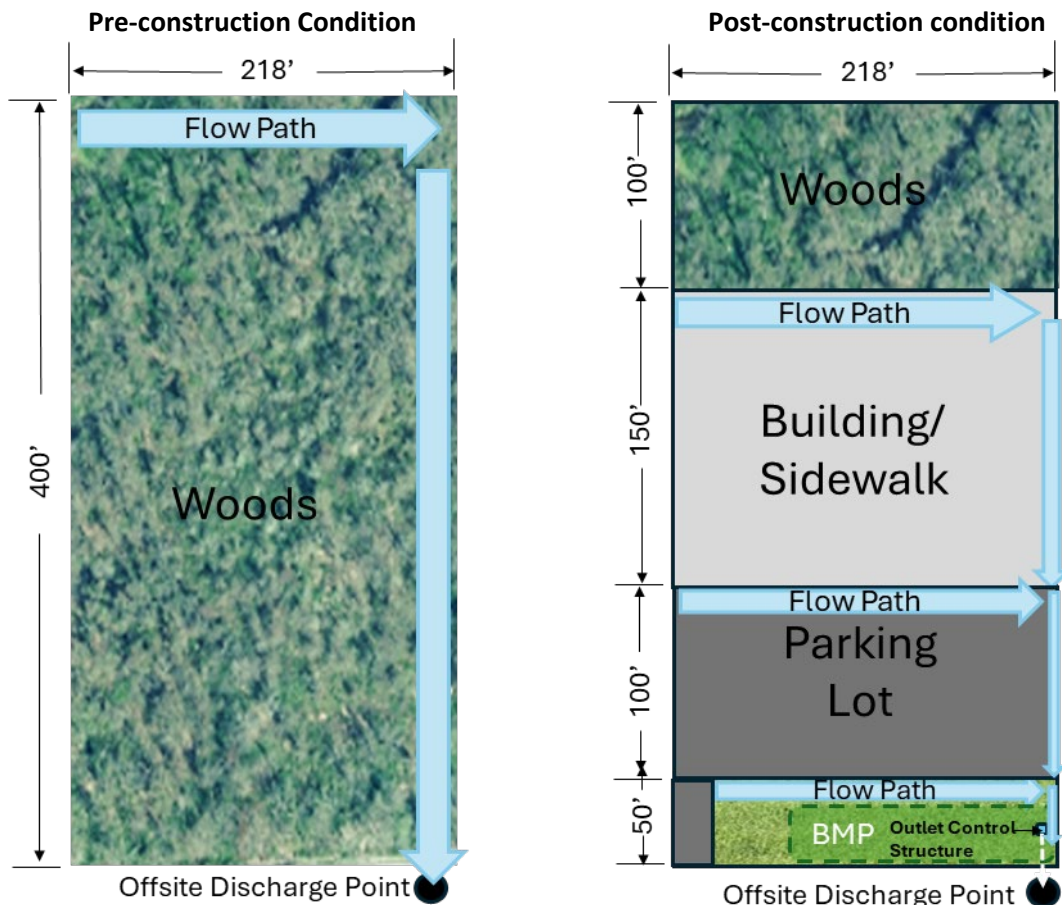 Pre-construction Condition
218’
Flow Path
400’
Woods
Offsite Discharge Point
Post-construction condition
218’
100’
Woods
Flow Path
150’
Building/
Sidewalk
Flow Path
100’
Parking
Lot
Flow Path
50’
BMP
Outlet Control
Structure
Offsite Discharge Point